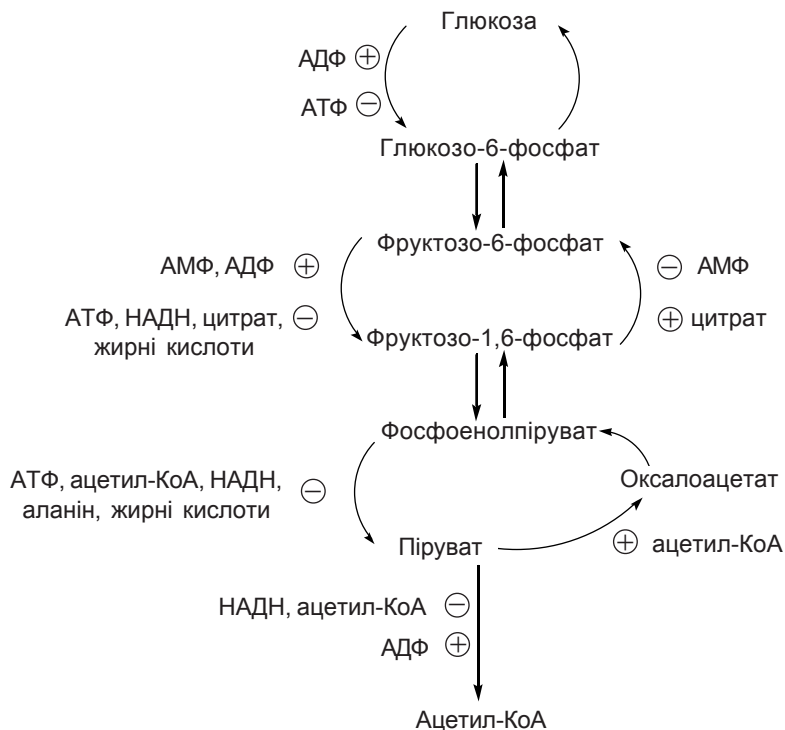 Глюкоза
АДФ ⊕
АТФ ⊖
Глюкозо-6-фосфат
Фруктозо-6-фосфат
АМФ, АДФ ⊕
⊖ АМФ
АТФ, НАДН, цитрат, ⊖
жирні кислоти
⊕ цитрат
Фруктозо-1,6-фосфат
Фосфоенолпіруват
АТФ, ацетил-КоА, НАДН, ⊖
аланін, жирні кислоти
Оксалоацетат
Піруват
⊕ ацетил-КоА
НАДН, ацетил-КоА ⊖
АДФ ⊕
Ацетил-КоА